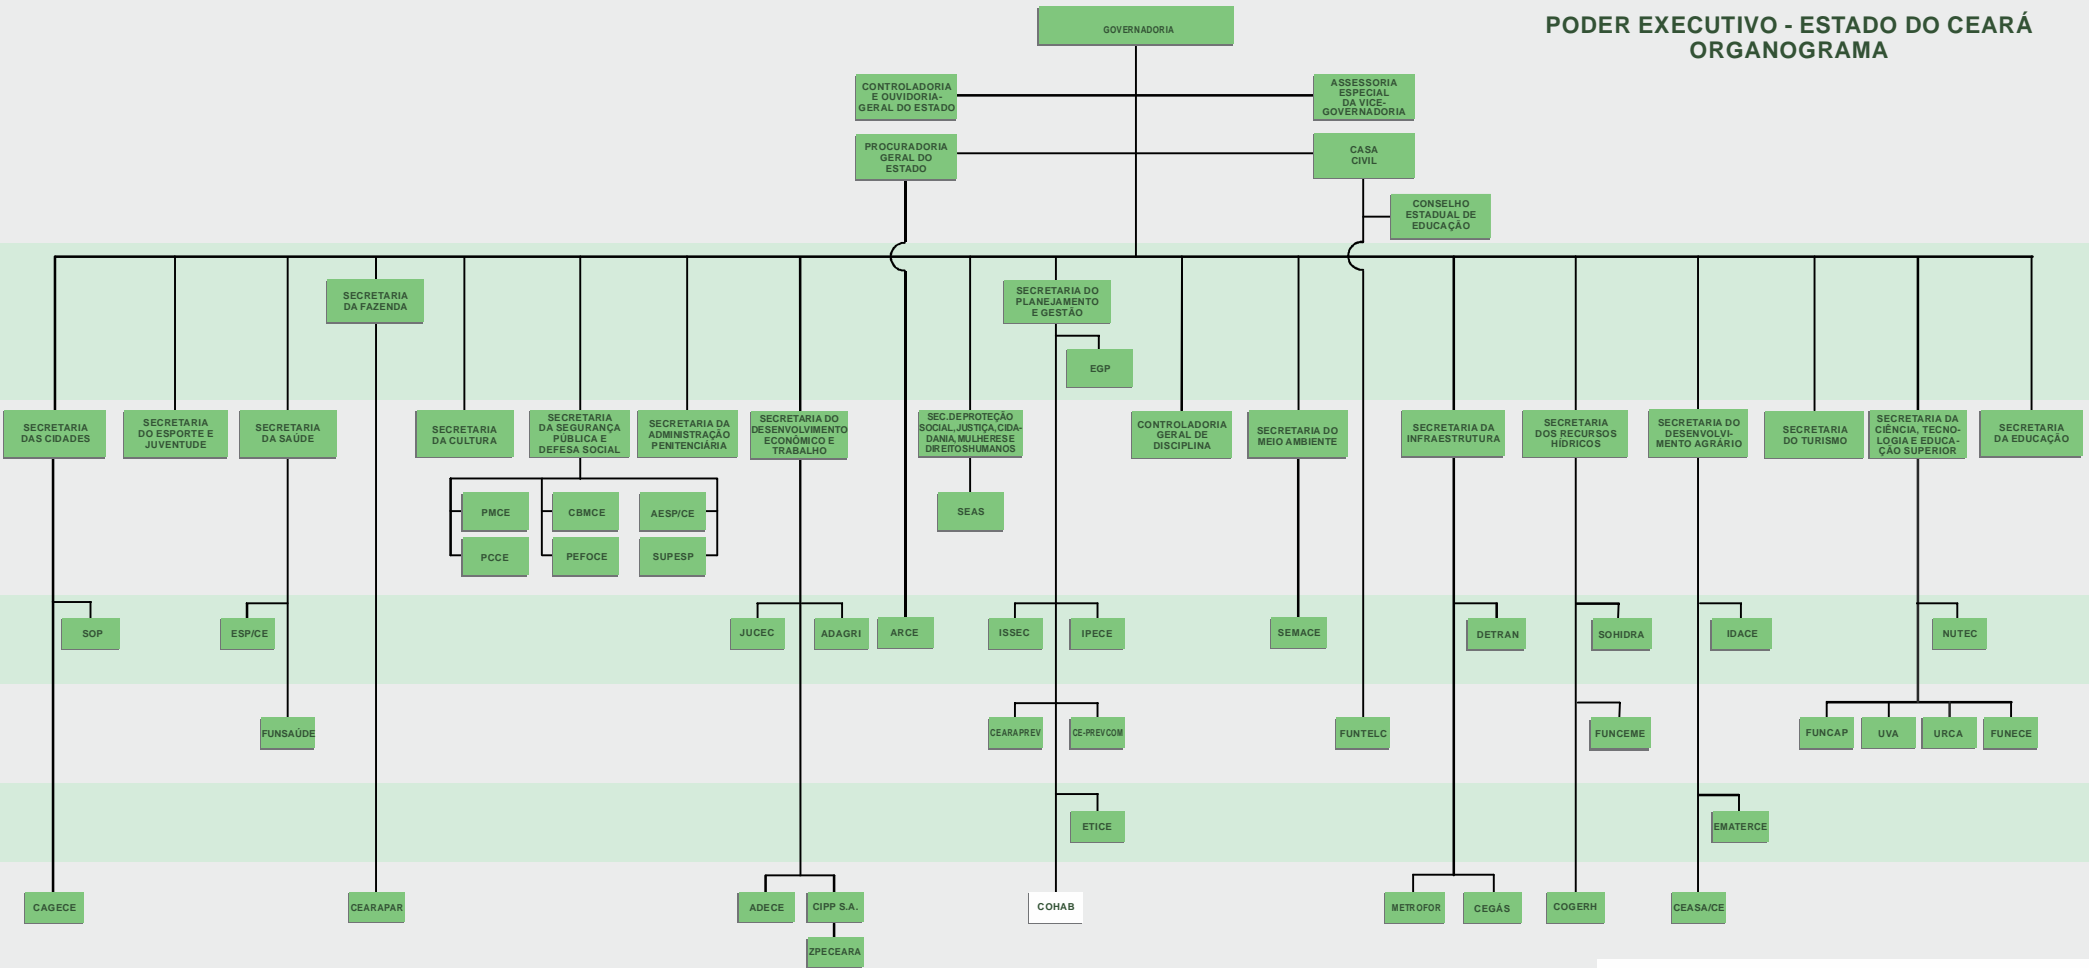 PODER EXECUTIVO - ESTADO DO CEARÁ
ORGANOGRAMA
GOVERNADORIA
CONTROLADORIA
E OUVIDORIA-
GERAL DO ESTADO
ASSESSORIA
ESPECIAL
DA VICE-
GOVERNADORIA
PROCURADORIA
GERAL DO
ESTADO
CASA
CIVIL
CONSELHO
ESTADUAL DE
EDUCAÇÃO
SECRETARIA
DA FAZENDA
SECRETARIA DO
PLANEJAMENTO
E GESTÃO
EGP
SECRETARIA
DAS CIDADES
SECRETARIA
DO ESPORTE E
JUVENTUDE
SECRETARIA
DA SAÚDE
SECRETARIA
DA CULTURA
SECRETARIA
DA SEGURANÇA
PÚBLICA E
DEFESA SOCIAL
SECRETARIA DA
ADMINISTRAÇÃO
PENITENCIÁRIA
SECRETARIA DO
DESENVOLVIMENTO
ECONÔMICO E
TRABALHO
SEC. DE PROTEÇÃO
SOCIAL, JUSTIÇA, CIDA-
DANIA, MULHERES E
DIREITOS HUMANOS
CONTROLADORIA
GERAL DE
DISCIPLINA
SECRETARIA DO
MEIO AMBIENTE
SECRETARIA DA
INFRAESTRUTURA
SECRETARIA
DOS RECURSOS
HÍDRICOS
SECRETARIA DO
DESENVOLVI-
MENTO AGRÁRIO
SECRETARIA
DO TURISMO
SECRETARIA DA
CIÊNCIA, TECNO-
LOGIA E EDUCA-
ÇÃO SUPERIOR
SECRETARIA
DA EDUCAÇÃO
PMCE
CBMCE
AESP/CE
SEAS
PCCE
PEFOCE
SUPESP
SOP
ESP/CE
JUCEC
ADAGRI
ARCE
ISSEC
IPECE
SEMACE
DETRAN
SOHIDRA
IDACE
NUTEC
FUNSAÚDE
CEARAPREV
CE-PREVCOM
FUNTELC
FUNCEME
FUNCAP
UVA
URCA
FUNECE
ETICE
EMATERCE
CAGECE
CEARAPAR
ADECE
CIPP S.A.
COHAB
METROFOR
CEGÁS
COGERH
CEASA/CE
ZPECEARA